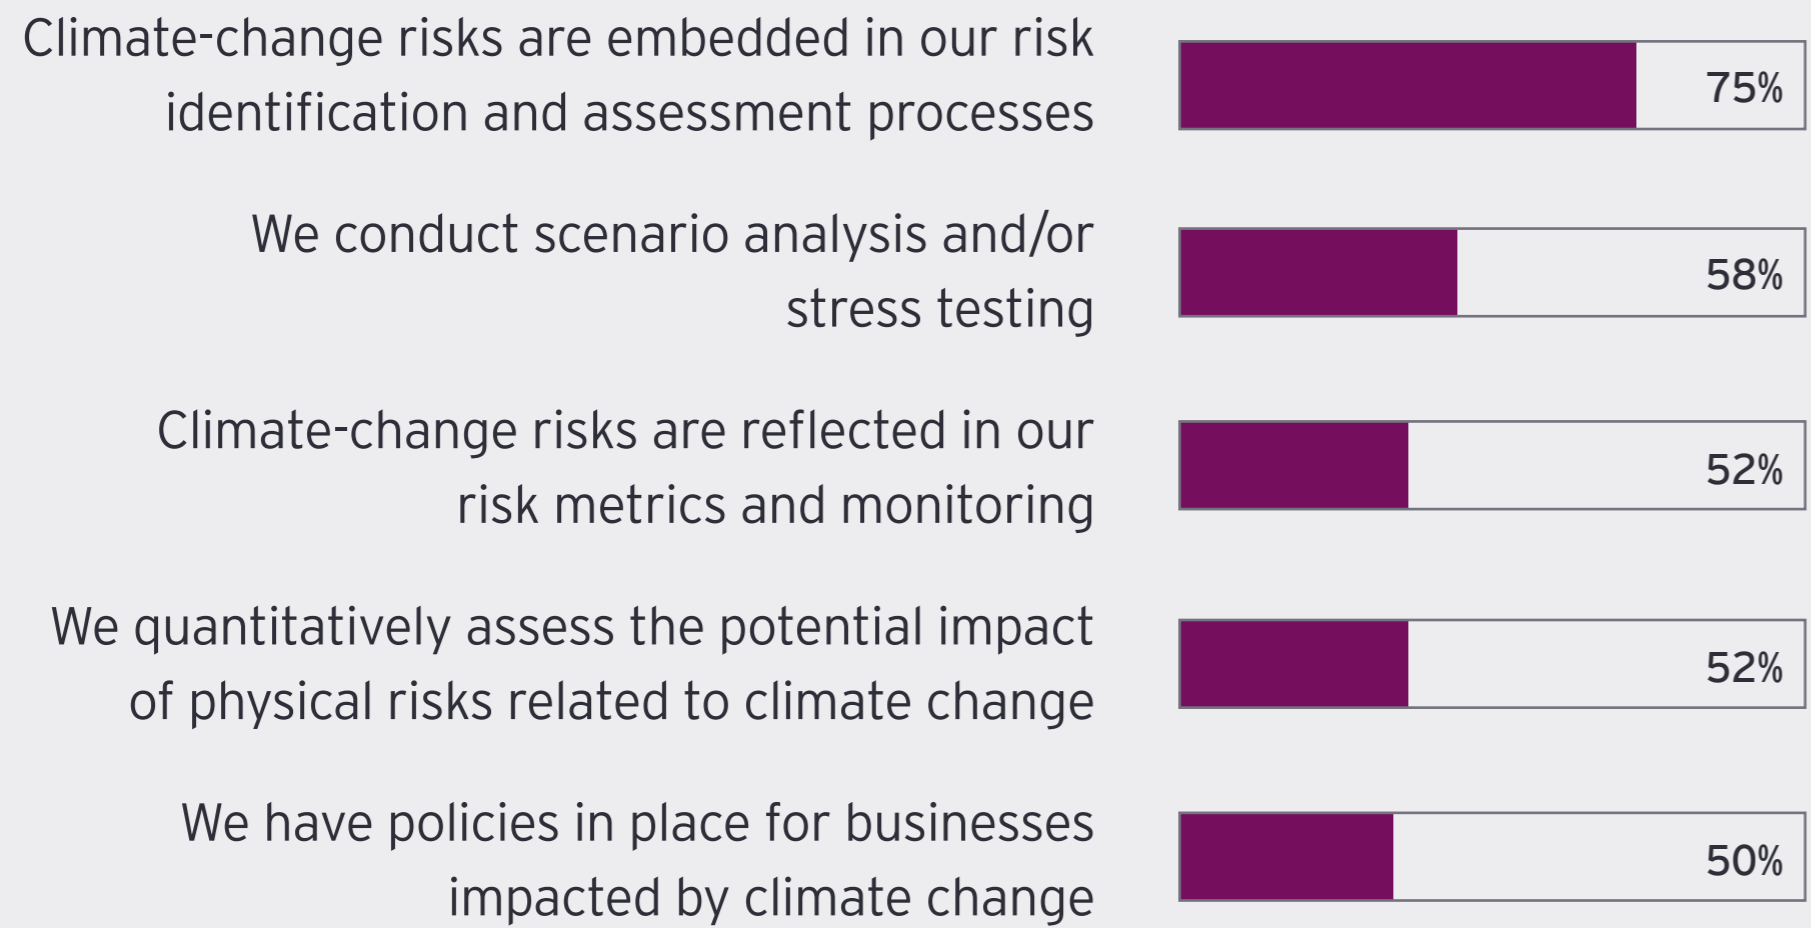 Climate-change risks are embedded in our risk
identification and assessment processes
75%
We conduct scenario analysis and/or
stress testing
58%
Climate-change risks are reflected in our
risk metrics and monitoring
52%
We quantitatively assess the potential impact
of physical risks related to climate change
52%
We have policies in place for businesses
impacted by climate change
50%